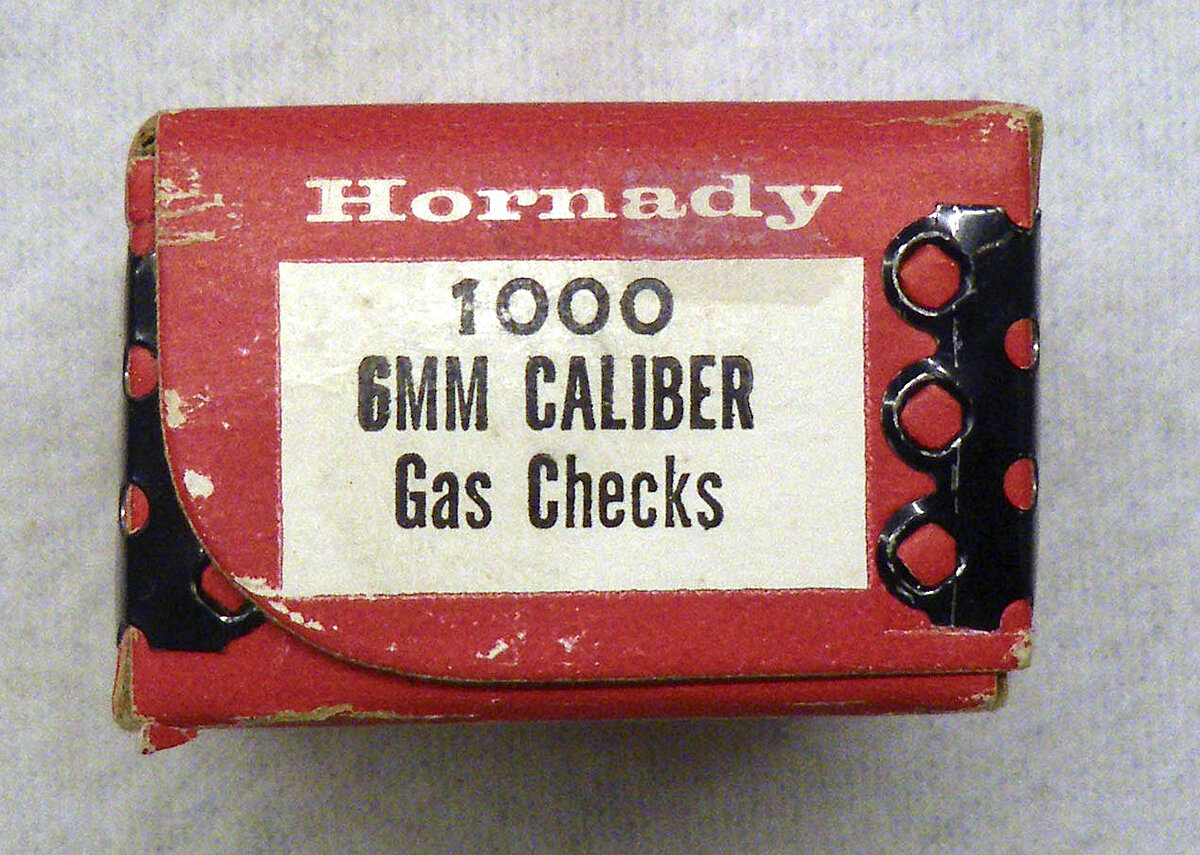 Hornady
1000
6MM CALIBER
Gas Checks